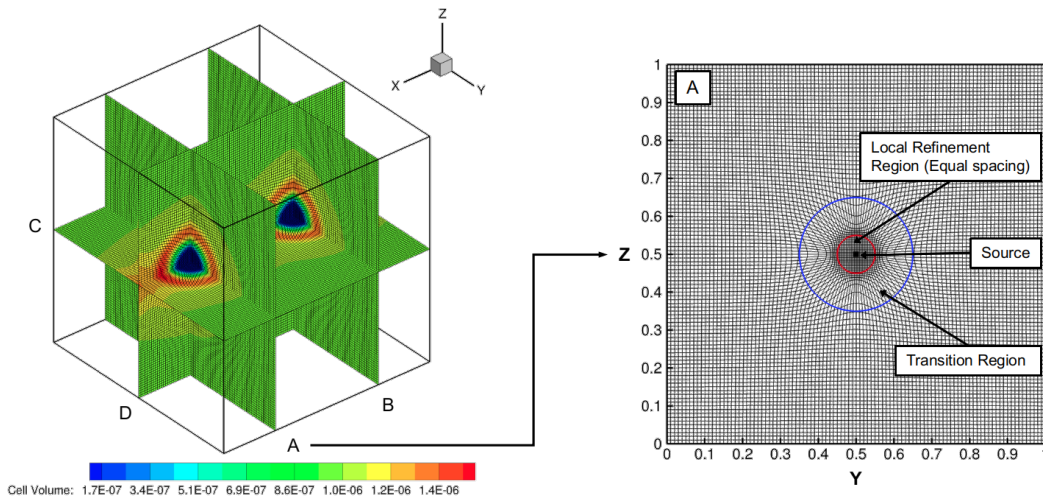 Z
X
Y
C
D
B
A
Cell Volume: 1.7E-07 3.4E-07 5.1E-07 6.9E-07 8.6E-07 1.0E-06 1.2E-06 1.4E-06
A
Local Refinement
Region (Equal spacing)
Source
Transition Region
Z
1
0.9
0.8
0.7
0.6
0.5
0.4
0.3
0.2
0.1
0
0 0.1 0.2 0.3 0.4 0.5 0.6 0.7 0.8 0.9
Y